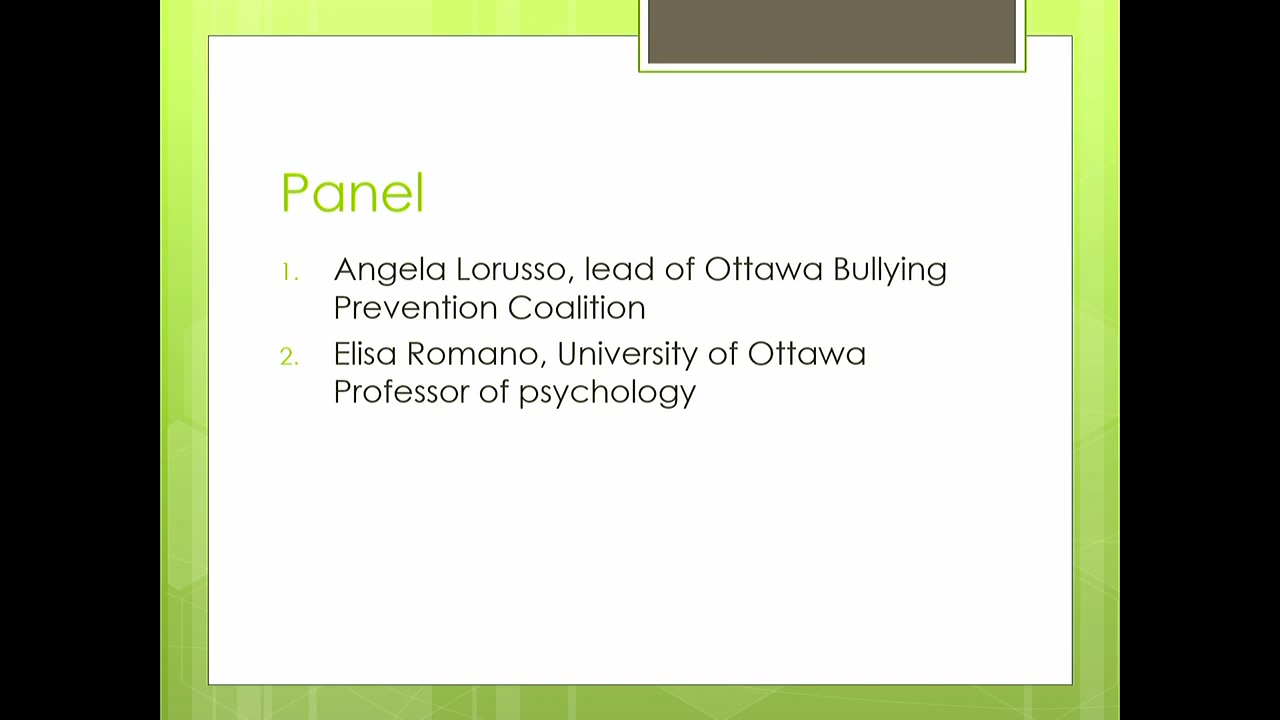 Panel
1. Angela Lorusso, lead of Ottawa Bullying
Prevention Coalition
2. Elisa Romano, University of Ottawa
Professor of psychology